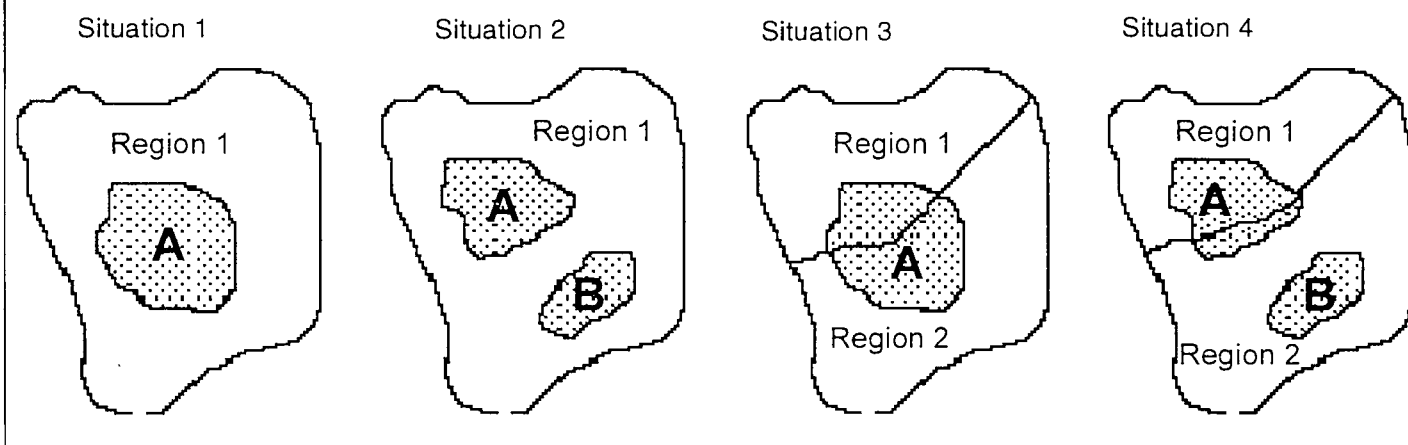 Situation 1
Situation 2
Situation 3
Situation 4
Region 1
Region 1
Region 1
Region 1
A
A
A
A
B
B
Region 2
Region 2